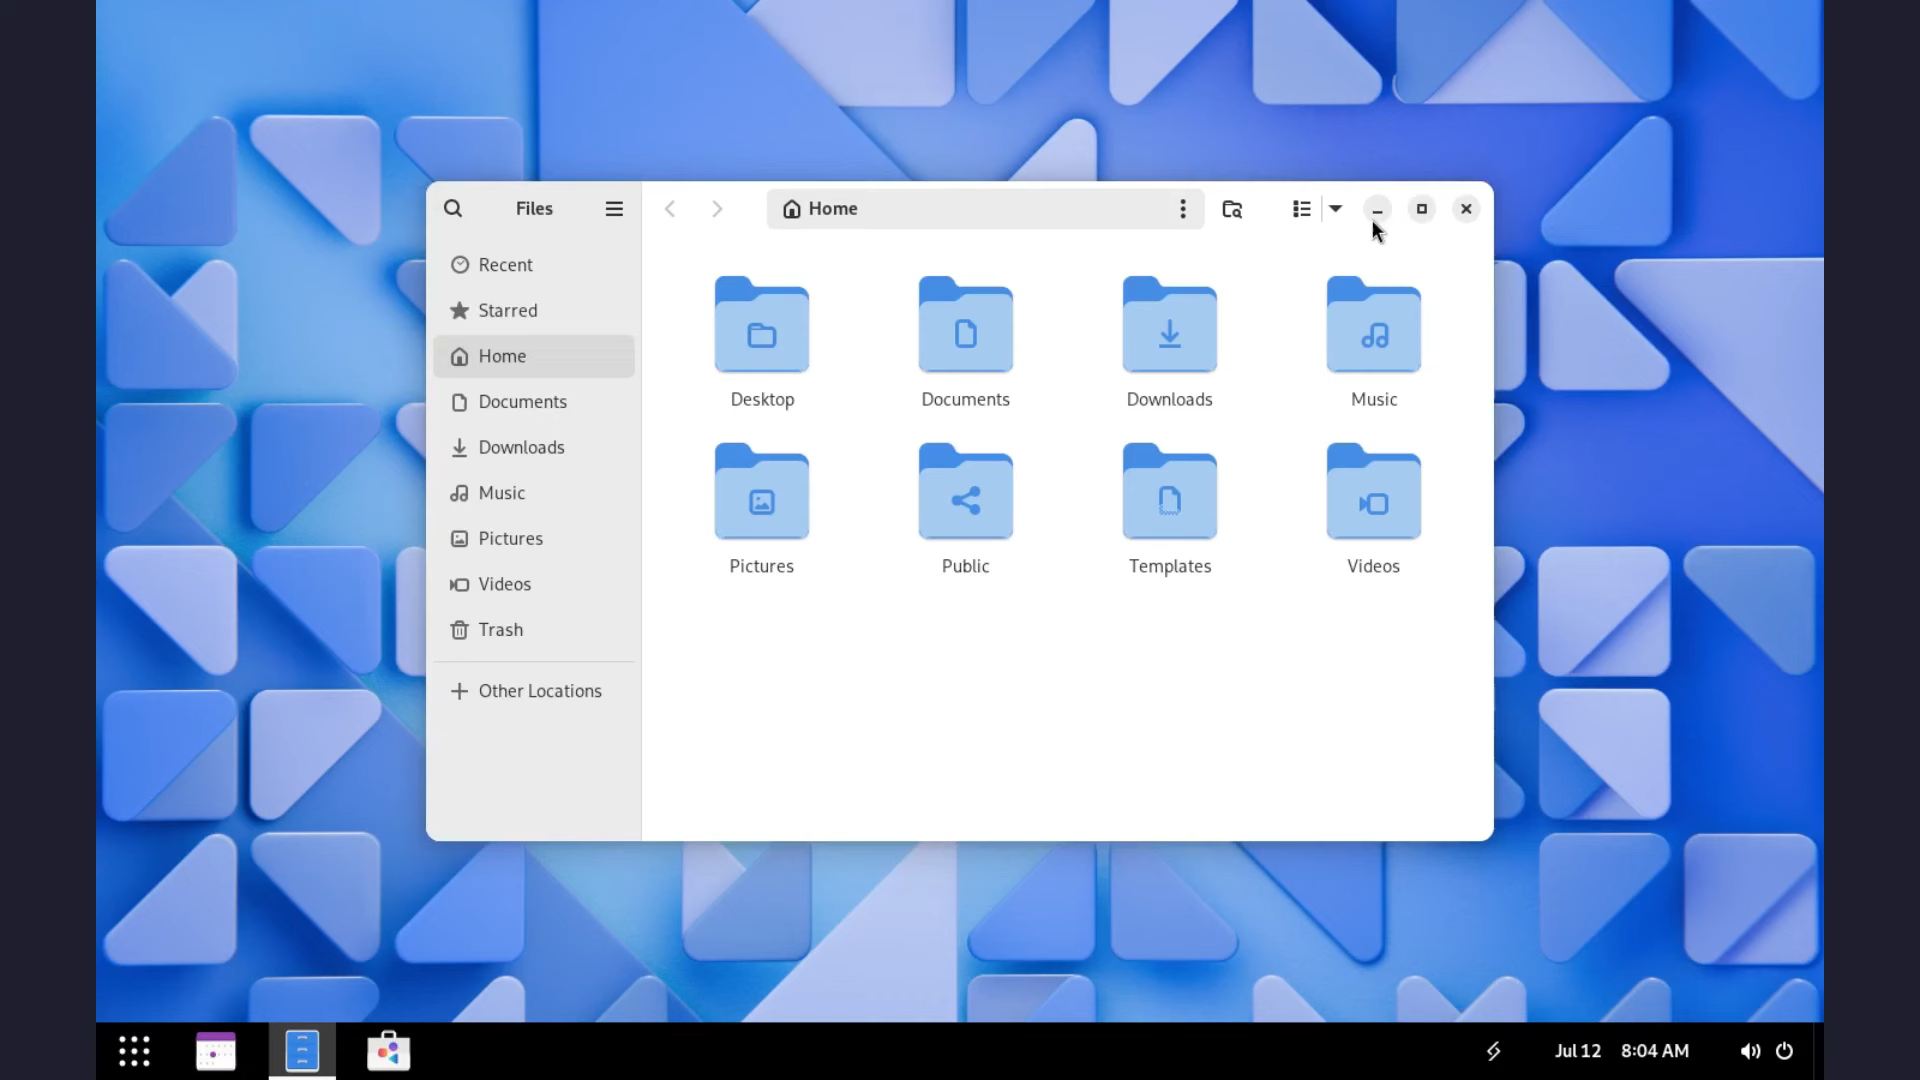 Files
Home
Recent
Starred
Home
Documents
Downloads
Music
Pictures
Videos
Trash
Other Locations
Desktop
Documents
Downloads
Music
Pictures
Public
Templates
Videos
Jul 12 8:04 AM